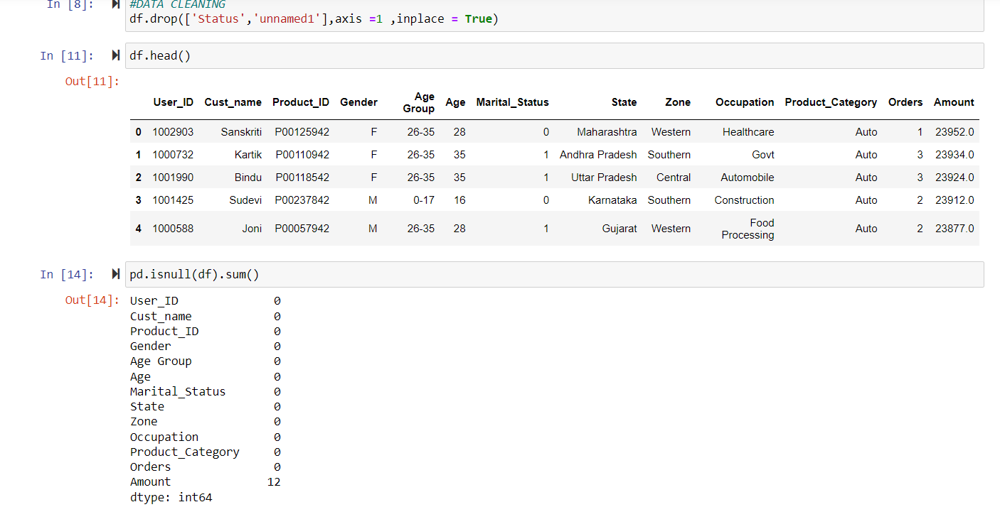 In [8]: #DATA CLEANING
df.drop(['Status','unnamed1'],axis =1 ,inplace = True)
In [11]: df.head()
Out[11]:
User_ID Cust_name Product_ID Gender Age Group Age Marital_Status State Zone Occupation Product_Category Orders Amount
0 1002903 Sanskriti P00125942 F 26-35 28 0 Maharashtra Western Healthcare Auto 1 23952.0
1 1000732 Kartik P00110942 F 26-35 35 1 Andhra Pradesh Southern Govt Auto 3 23934.0
2 1001990 Bindu P00118542 F 26-35 35 1 Uttar Pradesh Central Automobile Auto 3 23924.0
3 1001425 Sudevi P00237842 M 0-17 16 0 Karnataka Southern Construction Auto 2 23912.0
4 1000588 Joni P00057942 M 26-35 28 1 Gujarat Western Food Processing Auto 2 23877.0
In [14]: pd.isnull(df).sum()
Out[14]: User_ID 0
Cust_name 0
Product_ID 0
Gender 0
Age Group 0
Age 0
Marital_Status 0
State 0
Zone 0
Occupation 0
Product_Category 0
Orders 0
Amount 12
dtype: int64